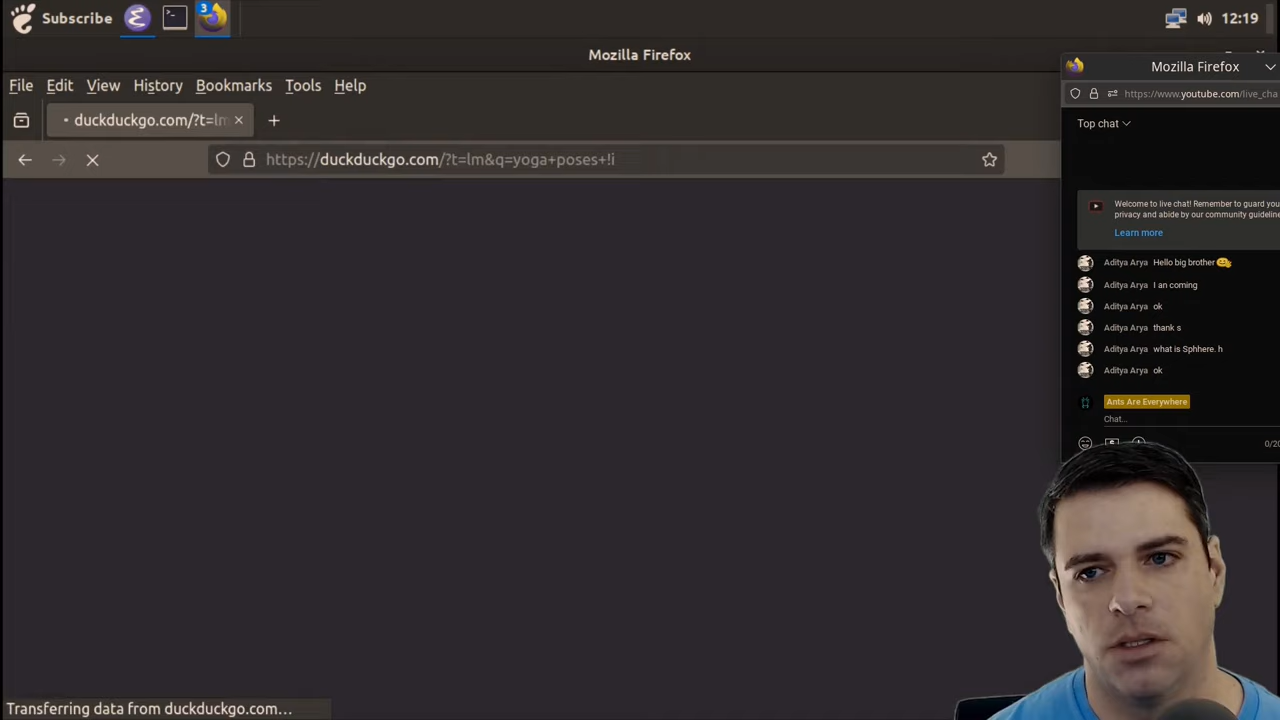 Subscribe
3
12:19
Mozilla Firefox
File Edit View History Bookmarks Tools Help
duckduckgo.com/?t=lm
https://duckduckgo.com/?t=lm&q=yoga+poses+!i
Transferring data from duckduckgo.com…
Mozilla Firefox
https://www.youtube.com/live_cha
Top chat
Welcome to live chat! Remember to guard you
privacy and abide by our community guideline
Learn more
Aditya Arya Hello big brother
Aditya Arya I an coming
Aditya Arya ok
Aditya Arya thank s
Aditya Arya what is Sphhere. h
Aditya Arya ok
Ants Are Everywhere
Chat...
0/20